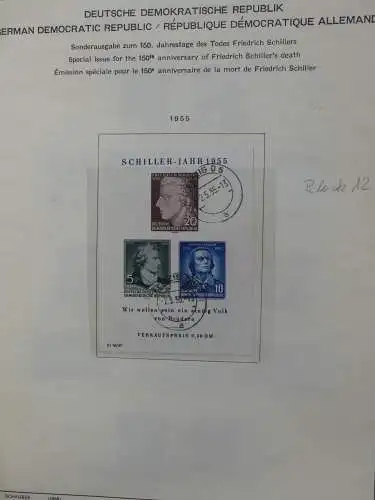 DEUTSCHE DEMOKRATISCHE REPUBLIK
GERMAN DEMOCRATIC REPUBLIC / RÉPUBLIQUE DÉMOCRATIQUE ALLEMAND
Sonderausgabe zum 150. Jahrestage des Todes Friedrich Schillers
Special issue for the 150th anniversary of Friedrich Schiller's death
Émission spéciale pour le 150e anniversaire de la mort de Friedrich Schiller
1955
SCHILLER-JAHR 1955
20
5
10
Wir wollen sein ein einzig Volk
von Brüdern
VERKAUFSPREIS 0,50 DM
Block 12